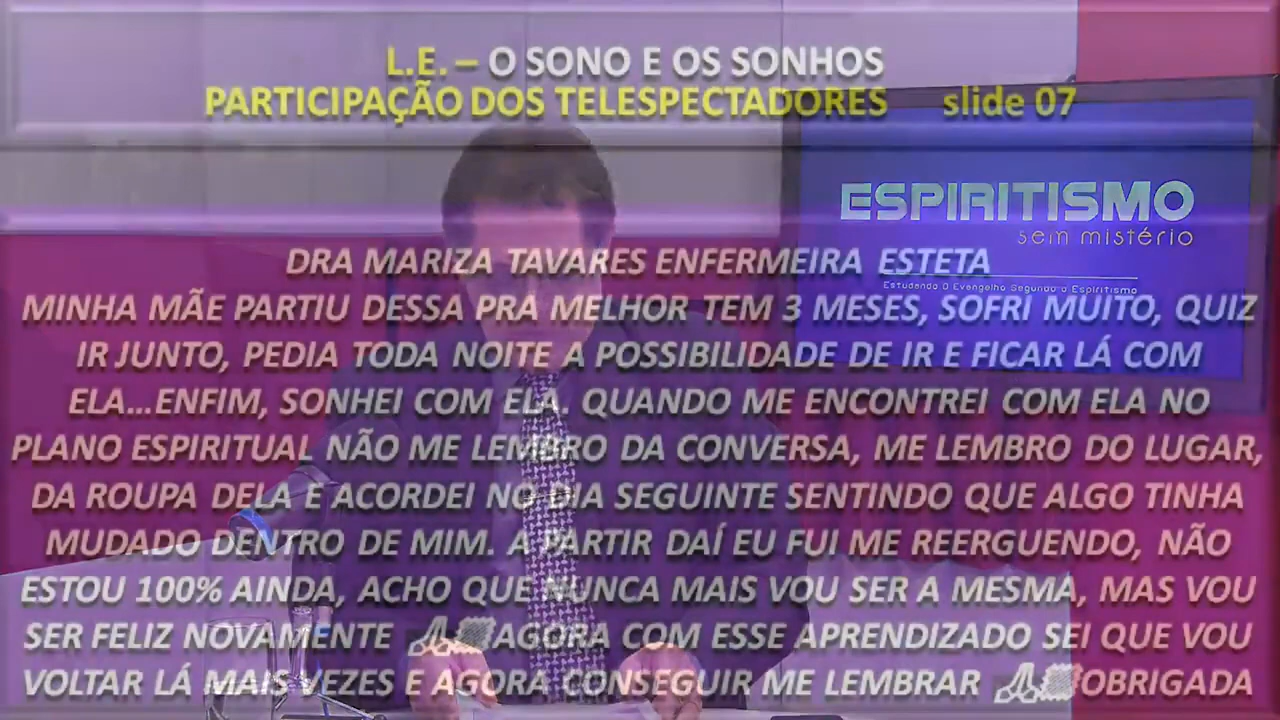 L.E. – O SONO E OS SONHOS
PARTICIPAÇÃO DOS TELESPECTADORES slide 07
ESPIRITISMO
sem mistério
Estudando O Evangelho Segundo o Espiritismo
DRA MARIZA TAVARES ENFERMEIRA ESTETA
MINHA MÃE PARTIU DESSA PRA MELHOR TEM 3 MESES, SOFRI MUITO, QUIZ
IR JUNTO, PEDIA TODA NOITE A POSSIBILIDADE DE IR E FICAR LÁ COM
ELA...ENFIM, SONHEI COM ELA. QUANDO ME ENCONTREI COM ELA NO
PLANO ESPIRITUAL NÃO ME LEMBRO DA CONVERSA, ME LEMBRO DO LUGAR,
DA ROUPA DELA E ACORDEI NO DIA SEGUINTE SENTINDO QUE ALGO TINHA
MUDADO DENTRO DE MIM. A PARTIR DAÍ EU FUI ME REERGUENDO, NÃO
ESTOU 100% AINDA, ACHO QUE NUNCA MAIS VOU SER A MESMA, MAS VOU
SER FELIZ NOVAMENTE 🙏🏼AGORA COM ESSE APRENDIZADO SEI QUE VOU
VOLTAR LÁ MAIS VEZES E AGORA CONSEGUIR ME LEMBRAR 🙏🏼OBRIGADA